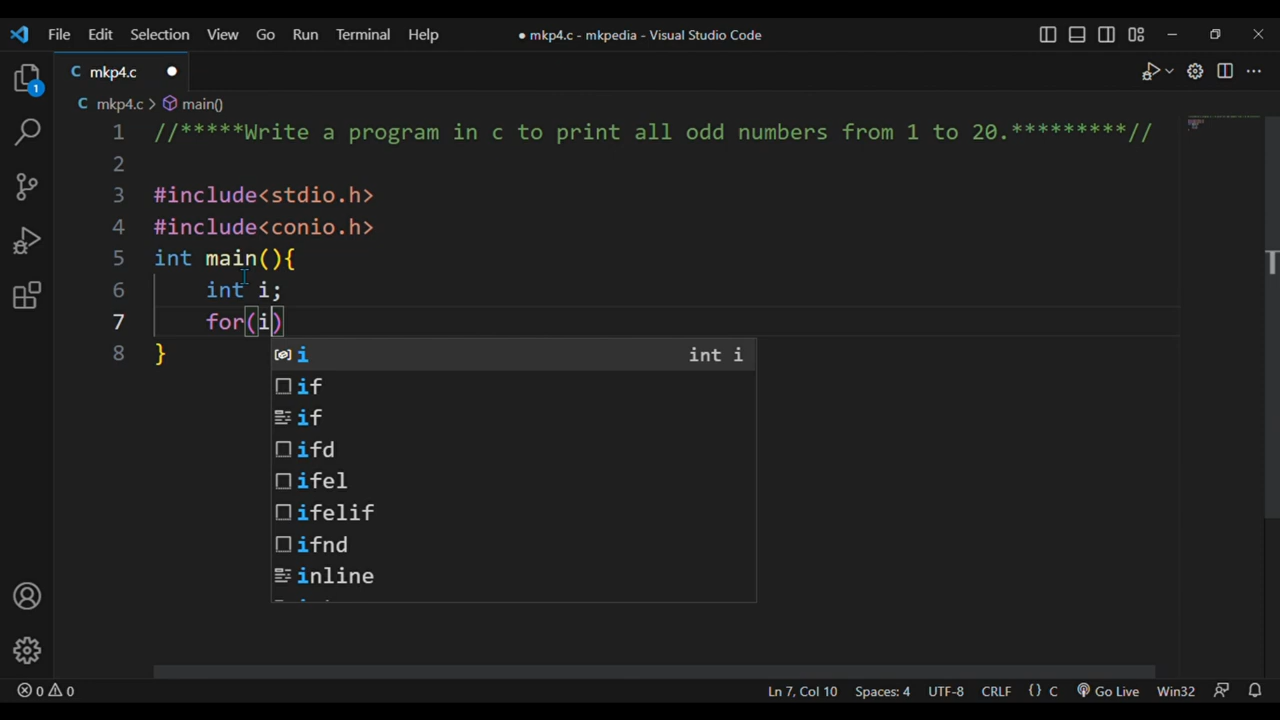 File Edit Selection View Go Run Terminal Help ● mkp4.c - mkpedia - Visual Studio Code
C mkp4.c
C mkp4.c > main()
1 //*****Write a program in c to print all odd numbers from 1 to 20.*********//
2
3 #include<stdio.h>
4 #include<conio.h>
5 int main(){
6 int i;
7 for(i)
8 }
i int i
if
if
ifd
ifel
ifelif
ifnd
inline
1
0 0 Ln 7, Col 10 Spaces: 4 UTF-8 CRLF {} C Go Live Win32